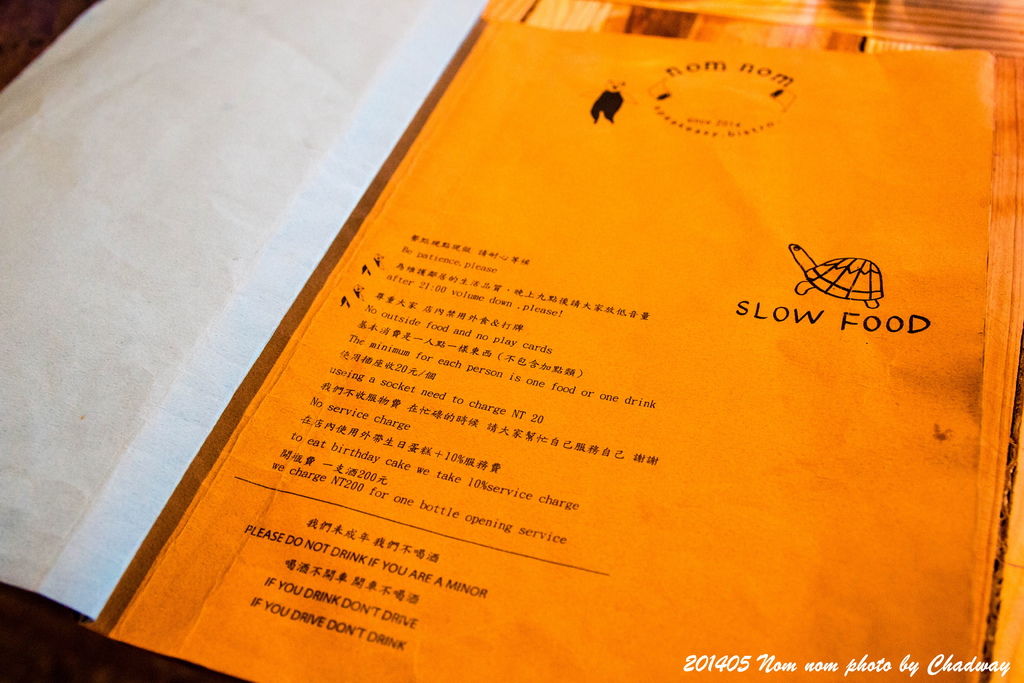 nom nom
since 2014
speakeasy.bistro
SLOW FOOD
餐點現點現做 請耐心等候
Be patience,please
為維護鄰居的生活品質，晚上九點後請大家放低音量
after 21:00 volume down ,please!
尊重大家 店內禁用外食&打牌
No outside food and no play cards
基本消費是一人點一樣東西(不包含加點類)
The minimum for each person is one food or one drink
使用插座收20元/個
useing a socket need to charge NT 20
我們不收服物費 在忙碌的時候 請大家幫忙自己服務自己 謝謝
No service charge
在店內使用外帶生日蛋糕+10%服務費
to eat birthday cake we take 10%service charge
開瓶費 一支酒200元
we charge NT200 for one bottle opening service
我們未成年 我們不喝酒
PLEASE DO NOT DRINK IF YOU ARE A MINOR
喝酒不開車 開車不喝酒
IF YOU DRINK DON'T DRIVE
IF YOU DRIVE DON'T DRINK
201405 Nom nom photo by Chadway